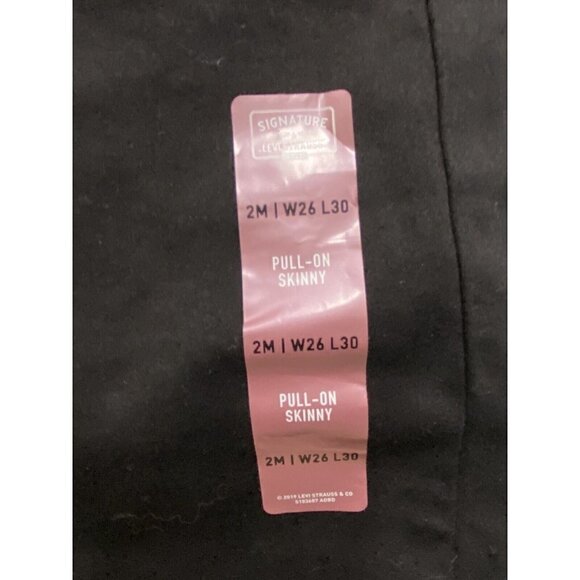 SIGNATURE
LEVI STRAUSS
2M | W26 L30
PULL-ON
SKINNY
2M | W26 L30
PULL-ON
SKINNY
2M | W26 L30
© 2019 LEVI STRAUSS & CO